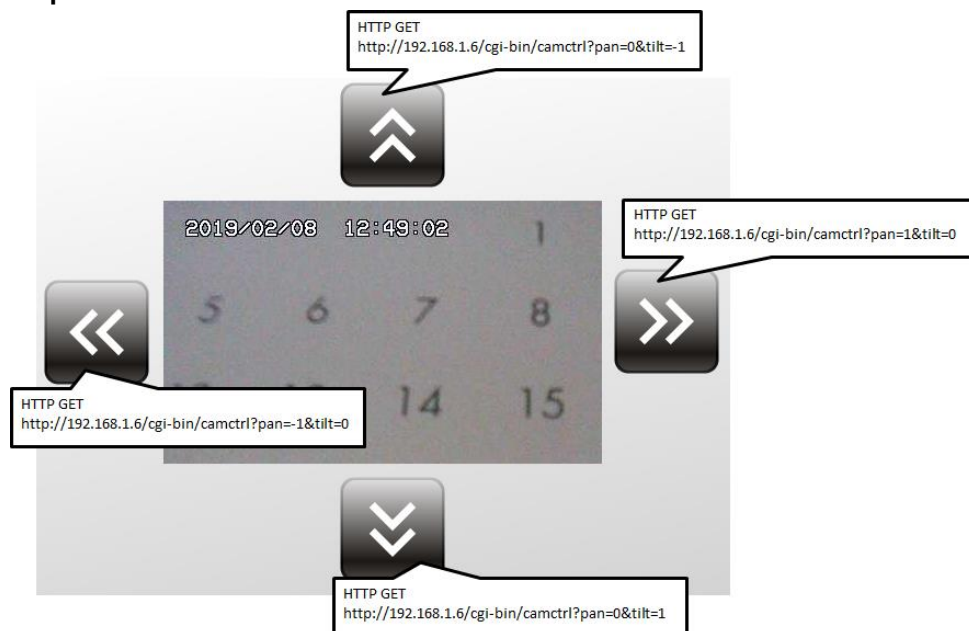 HTTP GET
http://192.168.1.6/cgi-bin/camctrl?pan=0&tilt=-1
2019/02/08 12:49:02
1
HTTP GET
http://192.168.1.6/cgi-bin/camctrl?pan=1&tilt=0
5 6 7 8
14 15
HTTP GET
http://192.168.1.6/cgi-bin/camctrl?pan=-1&tilt=0
HTTP GET
http://192.168.1.6/cgi-bin/camctrl?pan=0&tilt=1